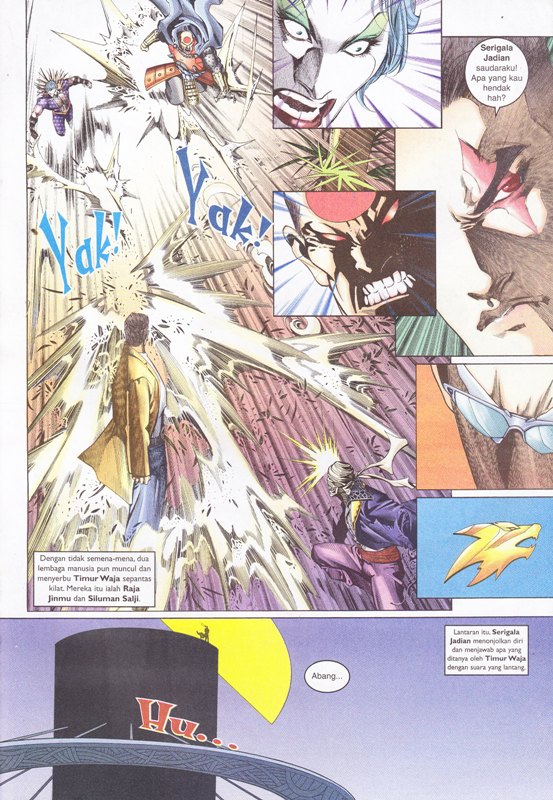 Serigala
Jadian
saudaraku!
Apa yang kau
hendak
hah?
Yak!
Yak!
Dengan tidak semena-mena, dua
lembaga manusia pun muncul dan
menyerbu Timur Waja sepantas
kilat. Mereka itu ialah Raja
Jinmu dan Siluman Salji.
Lantaran itu, Serigala
Jadian menonjolkan diri
dan menjawab apa yang
ditanya oleh Timur Waja
dengan suara yang lantang.
Abang...
Hu...